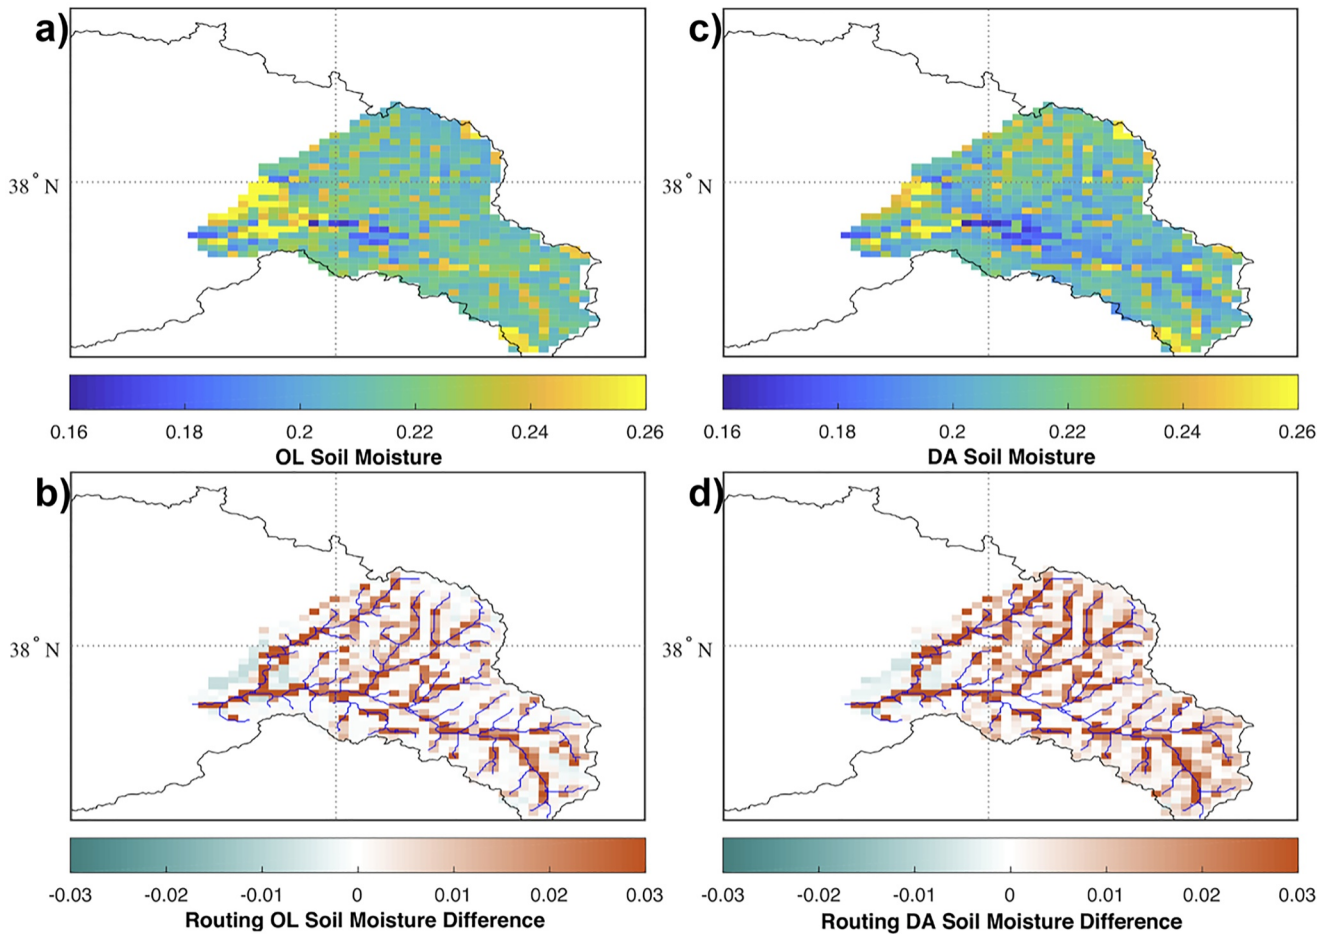 a)
38° N
0.16 0.18 0.2 0.22 0.24 0.26
OL Soil Moisture
c)
38° N
0.16 0.18 0.2 0.22 0.24 0.26
DA Soil Moisture
b)
38° N
-0.03 -0.02 -0.01 0 0.01 0.02 0.03
Routing OL Soil Moisture Difference
d)
38° N
-0.03 -0.02 -0.01 0 0.01 0.02 0.03
Routing DA Soil Moisture Difference